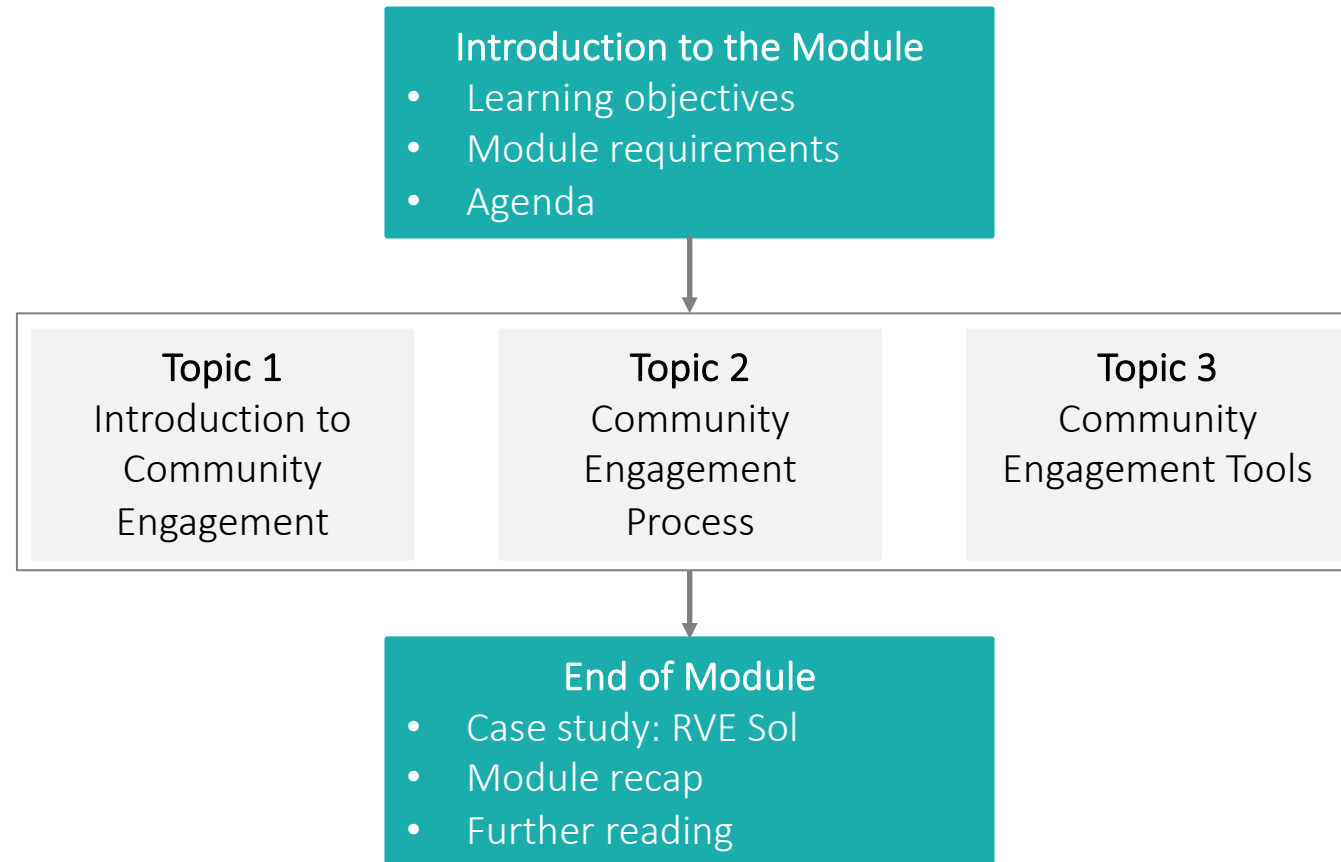 Introduction to the Module
• Learning objectives
• Module requirements
• Agenda
Topic 1
Introduction to
Community
Engagement
Topic 2
Community
Engagement
Process
Topic 3
Community
Engagement Tools
End of Module
• Case study: RVE Sol
• Module recap
• Further reading